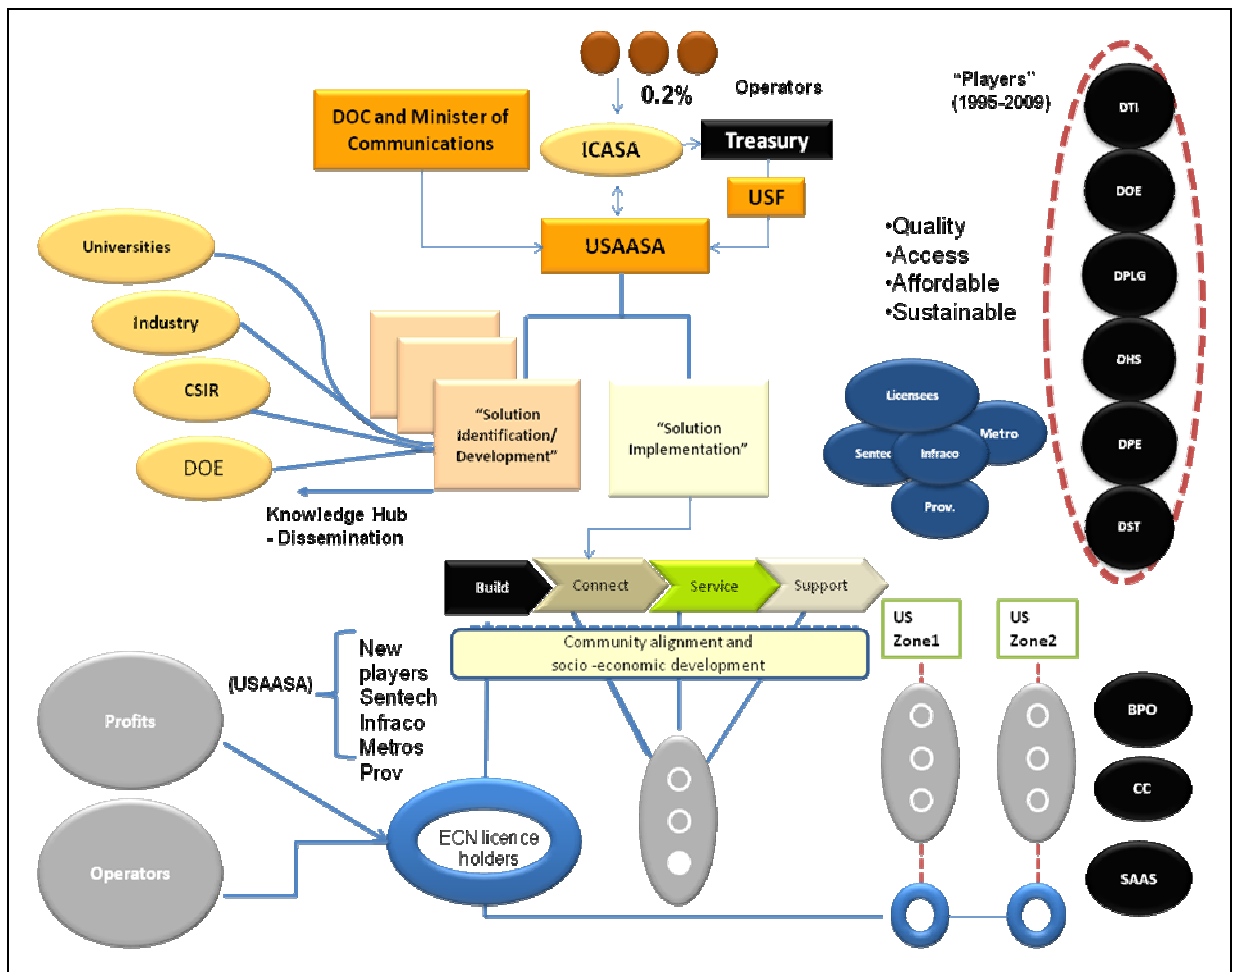 0.2%
Operators
"Players"
(1995-2009)
DOC and Minister of
Communications
ICASA
Treasury
USF
USAASA
DTI
DOE
DPLG
DHS
DPE
DST
•Quality
•Access
•Affordable
•Sustainable
Universities
Industry
CSIR
DOE
"Solution
Identification/
Development"
"Solution
Implementation"
Licensees
Metro
Sentec
Infraco
Prov.
Knowledge Hub
- Dissemination
Build
Connect
Service
Support
Community alignment and
socio -economic development
US
Zone1
US
Zone2
(USAASA)
New
players
Sentech
Infraco
Metros
Prov
Profits
Operators
ECN licence
holders
BPO
CC
SAAS